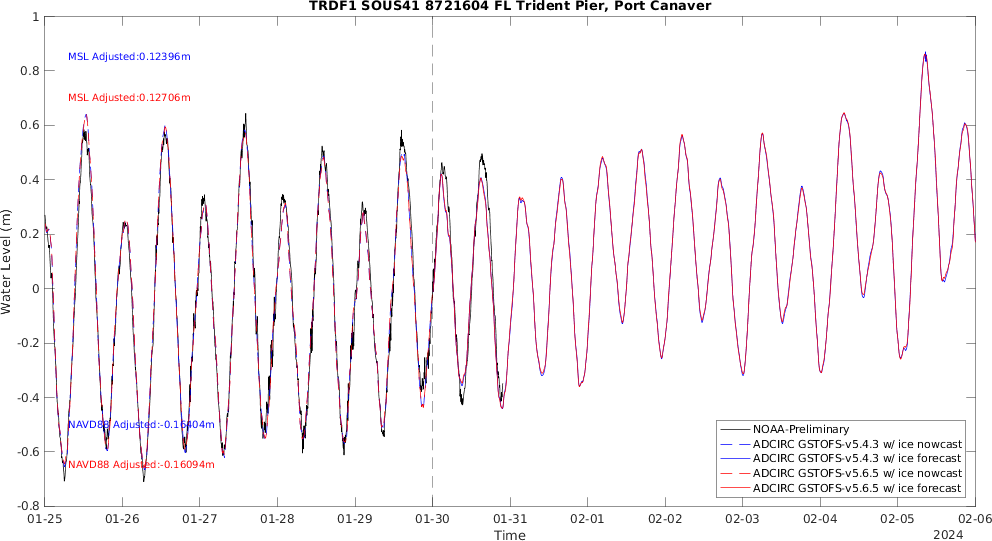 TRDF1 SOUS41 8721604 FL Trident Pier, Port Canaver
MSL Adjusted:0.12396m
MSL Adjusted:0.12706m
NAVD88 Adjusted:-0.16404m
NAVD88 Adjusted:-0.16094m
Water Level (m)
1
0.8
0.6
0.4
0.2
0
-0.2
-0.4
-0.6
-0.8
NOAA-Preliminary
ADCIRC GSTOFS-v5.4.3 w/ ice nowcast
ADCIRC GSTOFS-v5.4.3 w/ ice forecast
ADCIRC GSTOFS-v5.6.5 w/ ice nowcast
ADCIRC GSTOFS-v5.6.5 w/ ice forecast
01-25 01-26 01-27 01-28 01-29 01-30 01-31 02-01 02-02 02-03 02-04 02-05 02-06
Time
2024